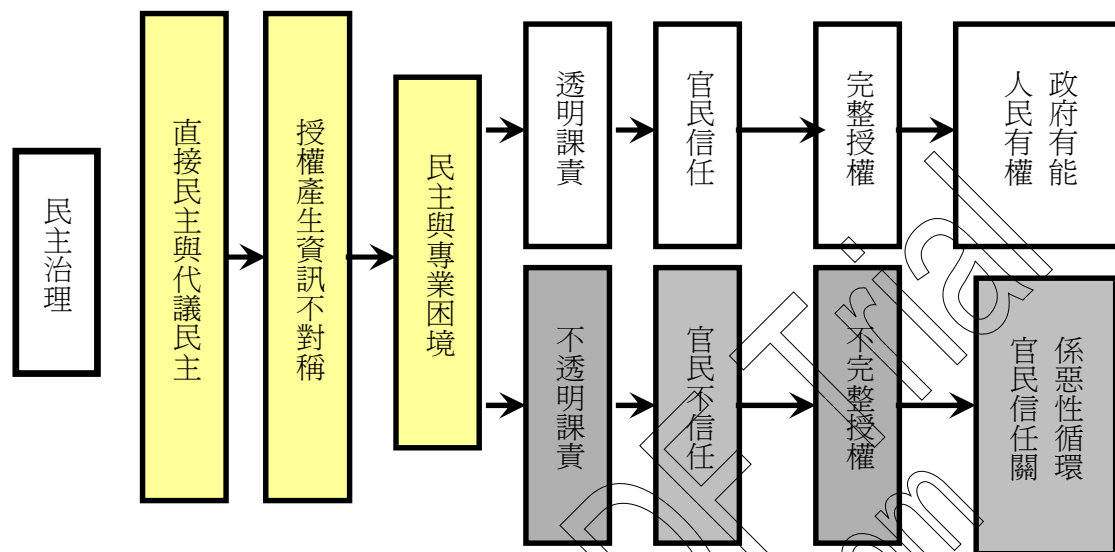 民主治理
直接民主與代議民主
授權產生資訊不對稱
民主與專業困境
透明課責
官民信任
完整授權
人民有權
政府有能
不透明課責
官民不信任
不完整授權
官民信任關
係惡性循環
Trial